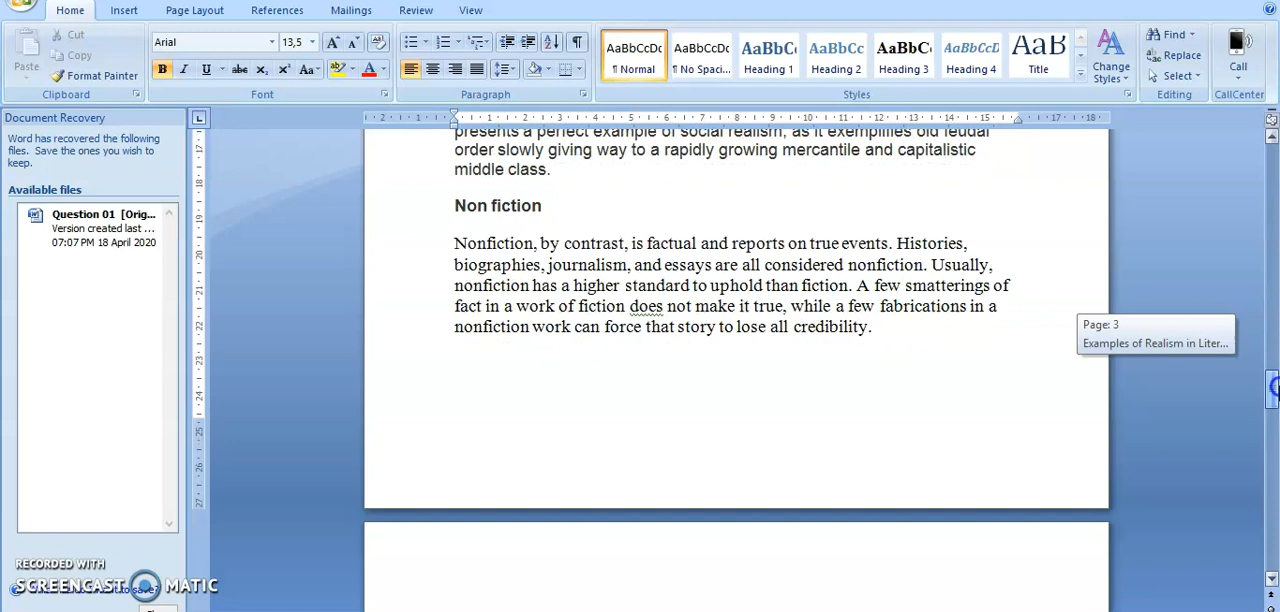 Home Insert Page Layout References Mailings Review View
Cut
Copy
Paste
Format Painter
Clipboard
Arial 13,5
Font
Paragraph
AaBbCcDc AaBbCcDc AaBbC AaBbCc AaBbC AaBbCcD AaB
¶ Normal ¶ No Spaci... Heading 1 Heading 2 Heading 3 Heading 4 Title
Change Styles
Styles
Find
Replace
Select
Editing
Call
CallCenter
Document Recovery
Word has recovered the following
files. Save the ones you wish to
keep.
Available files
Question 01 [Orig...
Version created last ...
07:07 PM 18 April 2020
presents a perfect example of social realism, as it exemplifies old feudal
order slowly giving way to a rapidly growing mercantile and capitalistic
middle class.
Non fiction
Nonfiction, by contrast, is factual and reports on true events. Histories,
biographies, journalism, and essays are all considered nonfiction. Usually,
nonfiction has a higher standard to uphold than fiction. A few smatterings of
fact in a work of fiction does not make it true, while a few fabrications in a
nonfiction work can force that story to lose all credibility.
Page: 3
Examples of Realism in Liter...
RECORDED WITH
SCREENCAST MATIC